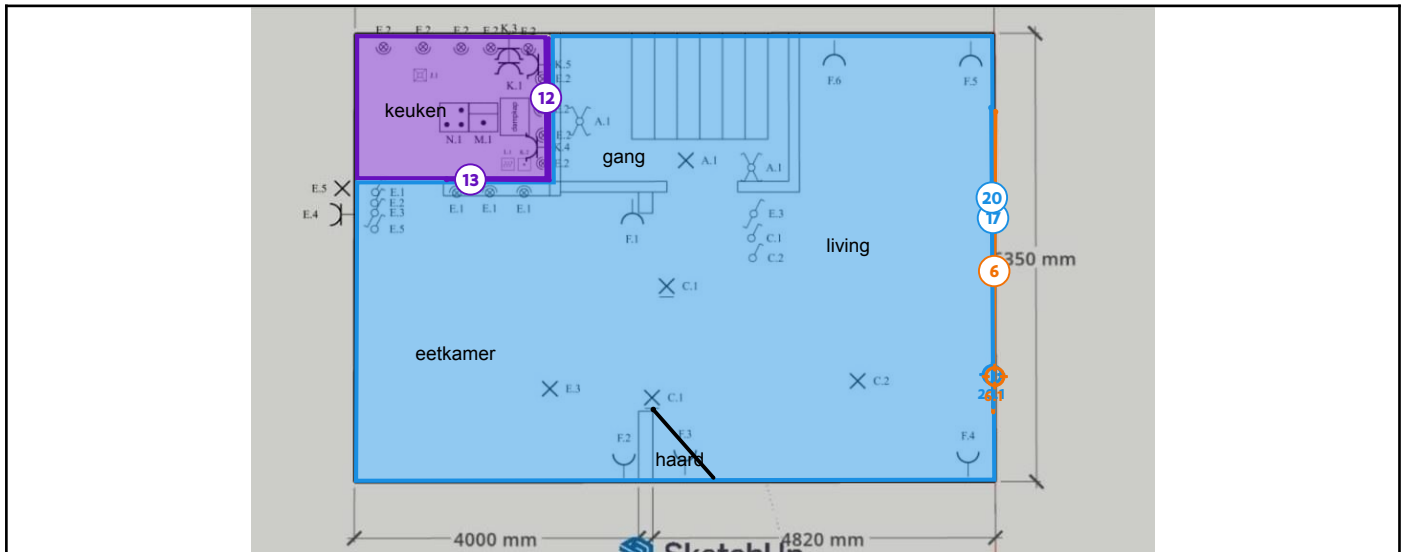 E.2 E.2 E.2 E.2 K.3 E.2
K.5
F.6 F.5
K.1 E.2
keuken
dampkap
12
A.1
N.1 M.1
E.2
K.4
E.2
gang
A.1
A.1
13
E.5
E.1
E.2
E.4
E.3
E.5
E.1 E.1 E.1
F.1
E.3
C.1
C.2
living
20
17
5350 mm
6
C.1
eetkamer
E.3
C.2
C.1
F.2
F.3
F.4
haard
4000 mm
4820 mm
SketchUp